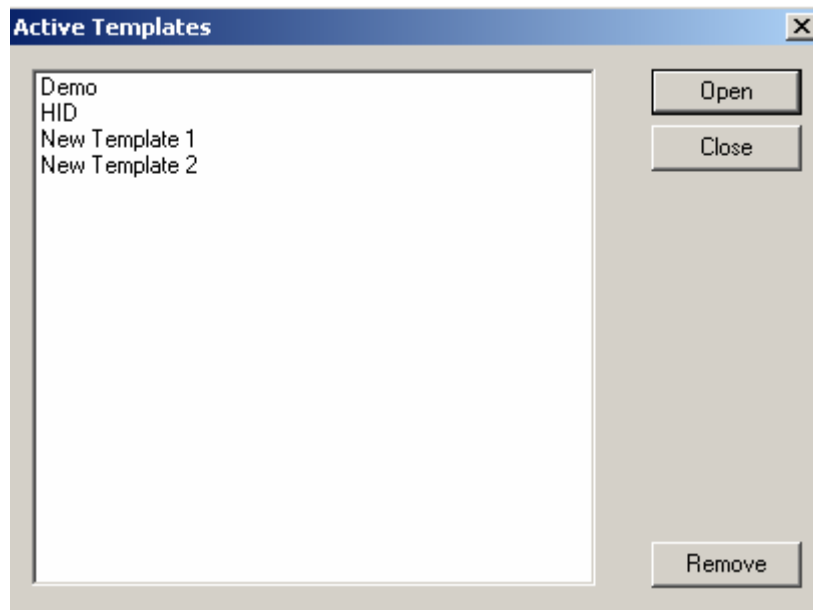 Active Templates
Demo
HID
New Template 1
New Template 2
Open
Close
Remove